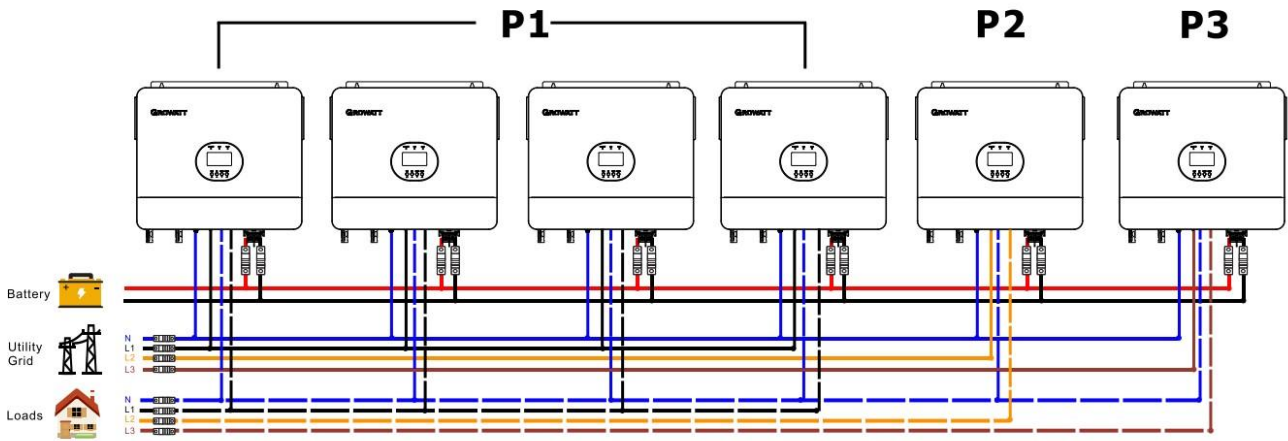 P1
P2
P3
GROWATT
GROWATT
GROWATT
GROWATT
GROWATT
GROWATT
Battery
Utility
Grid
N
L1
L2
L3
Loads
N
L1
L2
L3